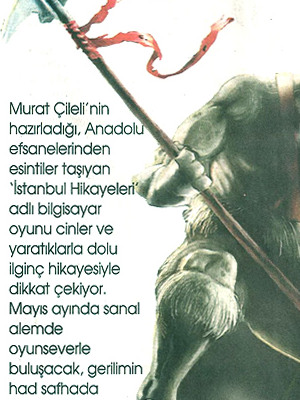 Murat Çileli'nin
hazırladığı, Anadolu
efsanelerinden
esintiler taşıyan
'İstanbul Hikayeleri'
adlı bilgisayar
oyunu cinler ve
yaratıklarla dolu
ilginç hikayesiyle
dikkat çekiyor.
Mayıs ayında sanal
alemde
oyunseverle
buluşacak, gerilimin
had safhada